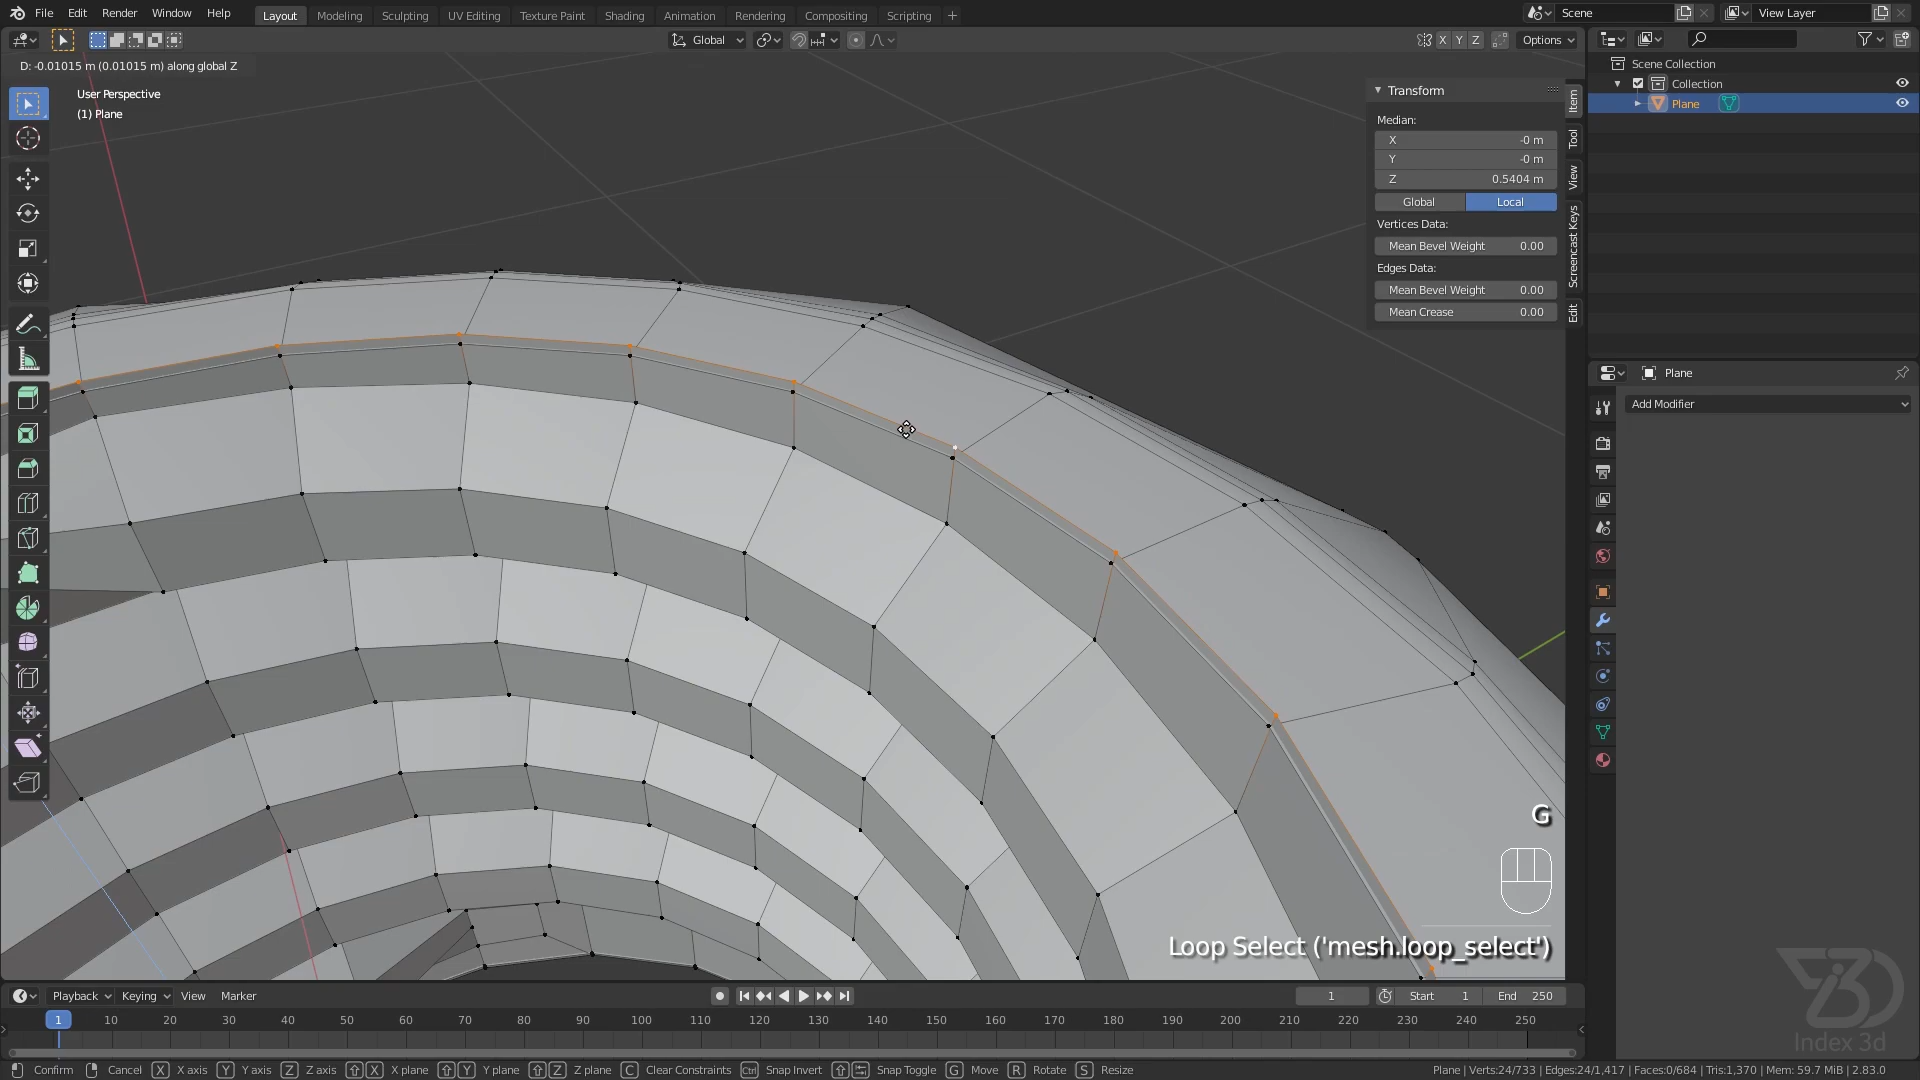 File Edit Render Window Help Layout Modeling Sculpting UV Editing Texture Paint Shading Animation Rendering Compositing Scripting + Scene View Layer
Global X Y Z Options
D: -0.01015 m (0.01015 m) along global Z
User Perspective
(1) Plane
Transform
Median:
X -0 m
Y -0 m
Z 0.5404 m
Global Local
Vertices Data:
Mean Bevel Weight 0.00
Edges Data:
Mean Bevel Weight 0.00
Mean Crease 0.00
Item
Tool
View
Screencast Keys
Edit
Scene Collection
Collection
Plane
Plane
Add Modifier
G
Loop Select ('mesh.loop_select')
Index 3d
Playback Keying View Marker 1 Start 1 End 250
1 10 20 30 40 50 60 70 80 90 100 110 120 130 140 150 160 170 180 190 200 210 220 230 240 250
Confirm Cancel X X axis Y Y axis Z Z axis X X plane Y Y plane Z Z plane C Clear Constraints Ctrl Snap Invert Snap Toggle G Move R Rotate S Resize Plane | Verts:24/733 | Edges:24/1,417 | Faces:0/684 | Tris:1,370 | Mem: 59.7 MiB | 2.83.0